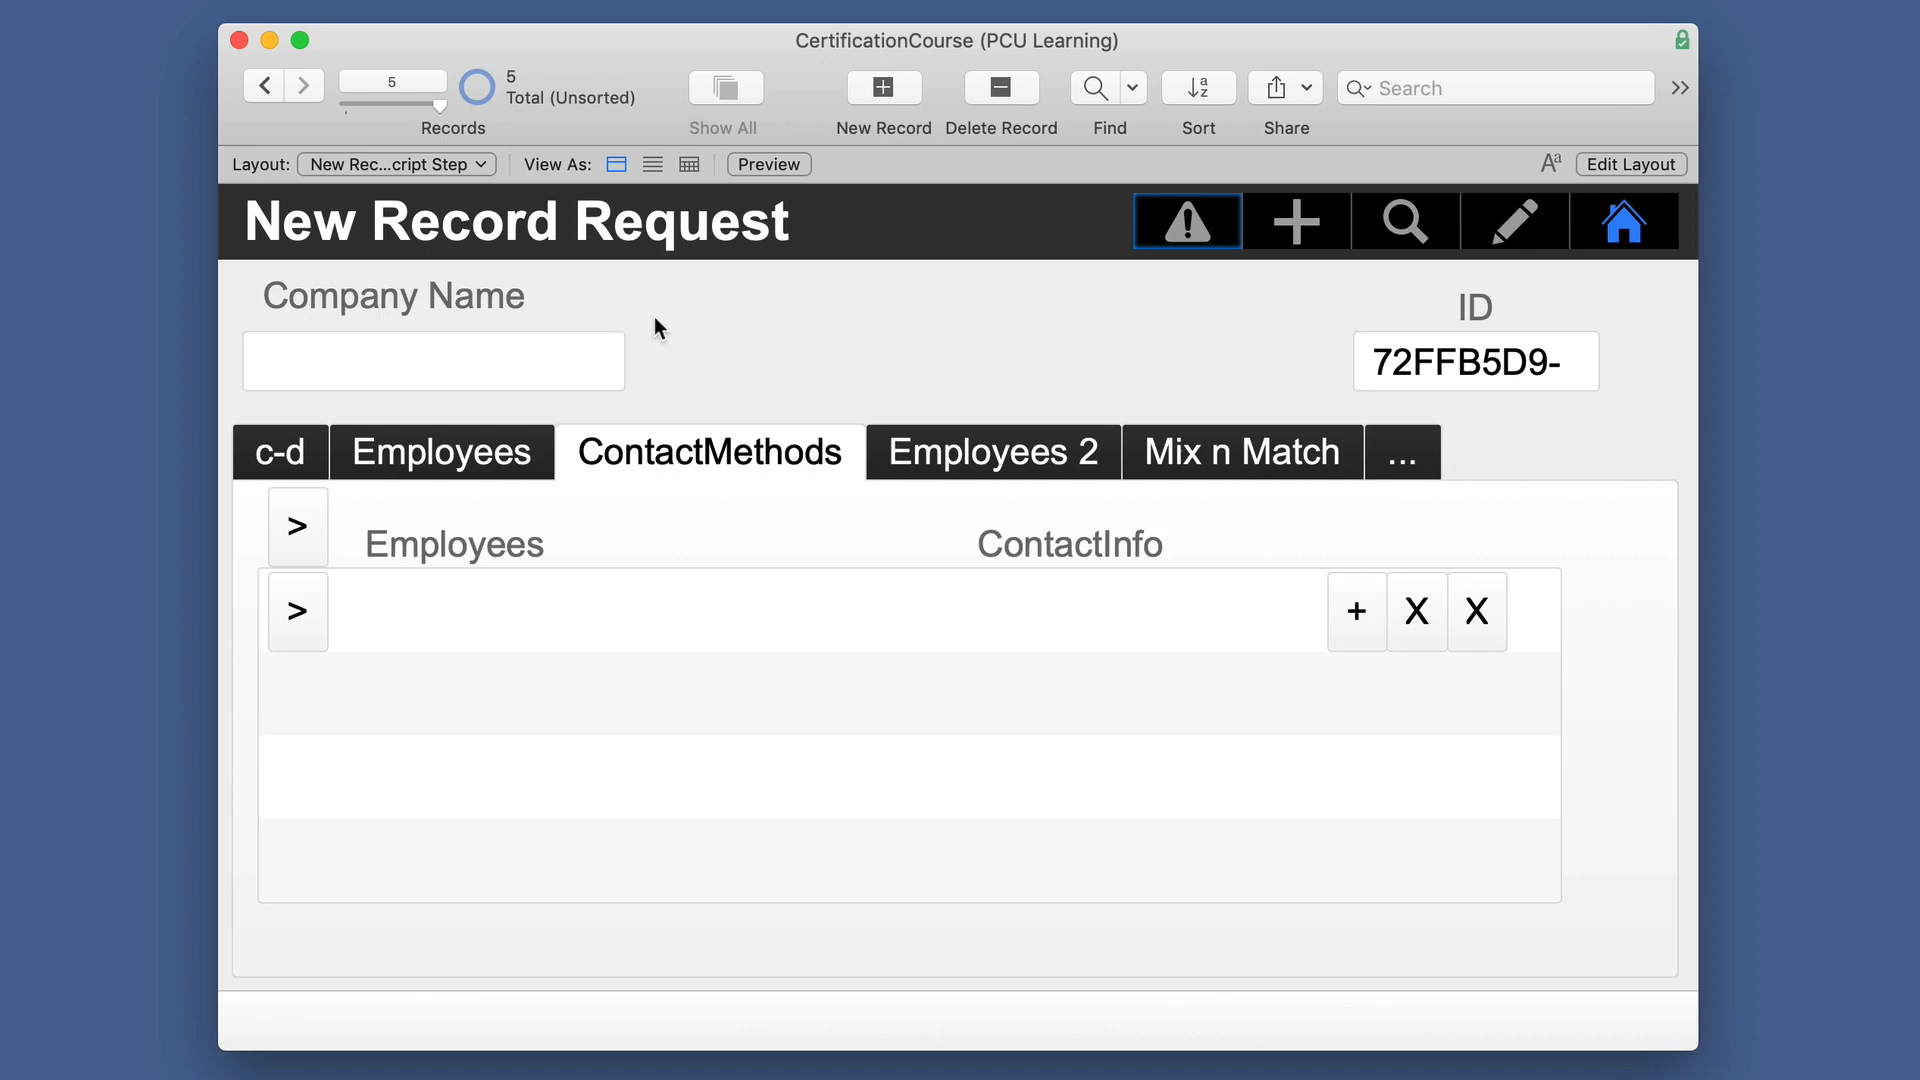 CertificationCourse (PCU Learning)
5
5
Total (Unsorted)
Records
Show All
New Record
Delete Record
Find
Sort
Share
Search
Layout:
New Rec...cript Step
View As:
Preview
Aa
Edit Layout
New Record Request
Company Name
ID
72FFB5D9-
c-d
Employees
ContactMethods
Employees 2
Mix n Match
...
>
Employees
ContactInfo
>
+
X
X